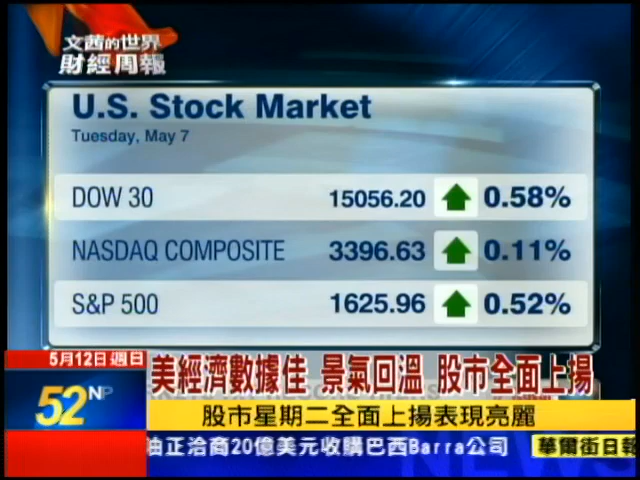 文茜的世界
財經周報
U.S. Stock Market
Tuesday, May 7
DOW 30 15056.20 0.58%
NASDAQ COMPOSITE 3396.63 0.11%
S&P 500 1625.96 0.52%
5月12日週日
美經濟數據佳 景氣回溫 股市全面上揚
52
股市星期二全面上揚表現亮麗
油正洽商20億美元收購巴西Barra公司 華爾街日報